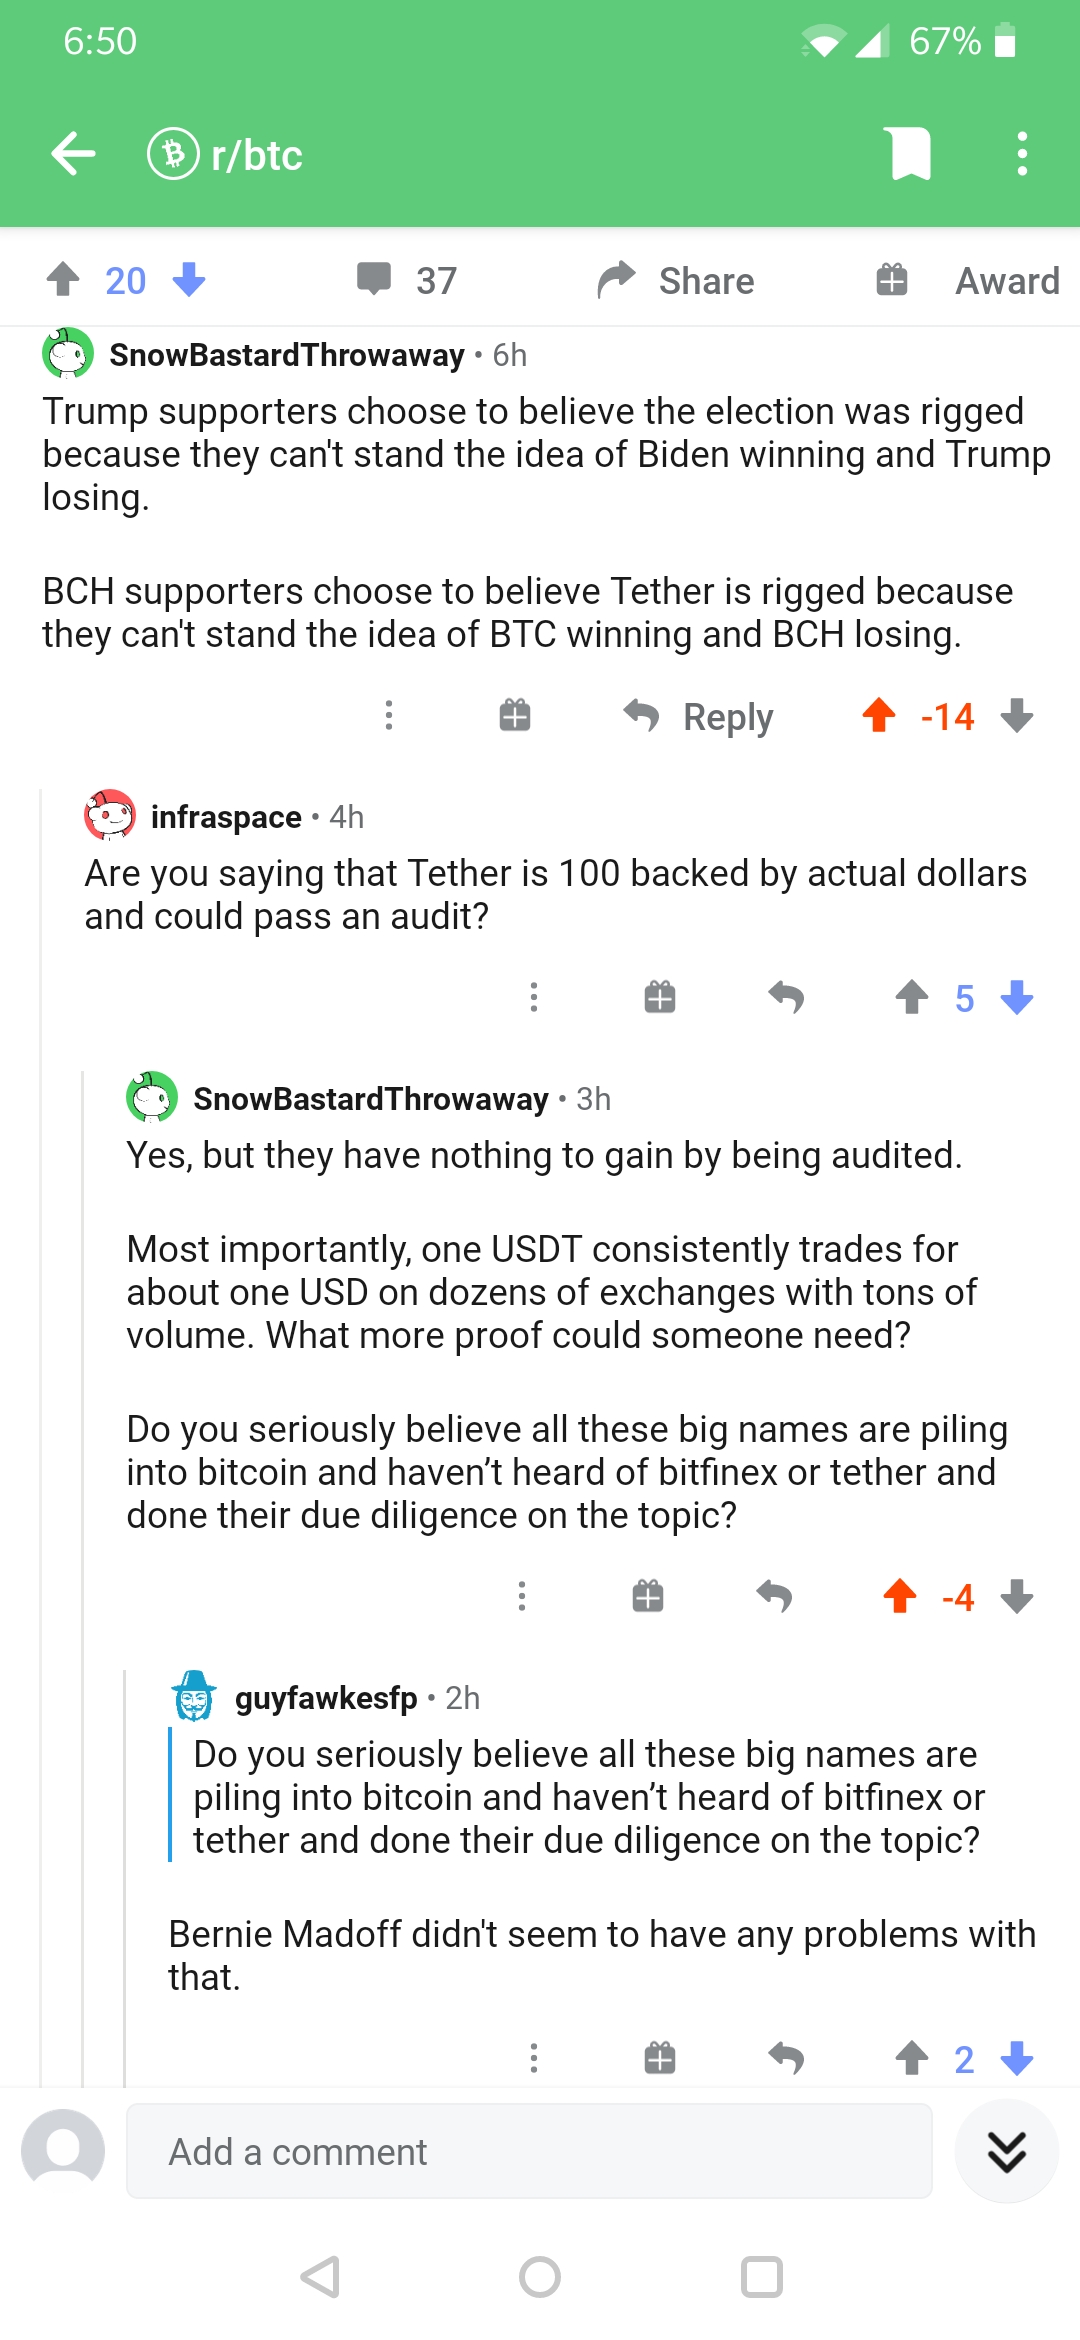 6:50
67%
r/btc
20
37
Share
Award
SnowBastardThrowaway • 6h
Trump supporters choose to believe the election was rigged
because they can't stand the idea of Biden winning and Trump
losing.
BCH supporters choose to believe Tether is rigged because
they can't stand the idea of BTC winning and BCH losing.
Reply
-14
infraspace • 4h
Are you saying that Tether is 100 backed by actual dollars
and could pass an audit?
5
SnowBastardThrowaway • 3h
Yes, but they have nothing to gain by being audited.
Most importantly, one USDT consistently trades for
about one USD on dozens of exchanges with tons of
volume. What more proof could someone need?
Do you seriously believe all these big names are piling
into bitcoin and haven’t heard of bitfinex or tether and
done their due diligence on the topic?
-4
guyfawkesfp • 2h
Do you seriously believe all these big names are
piling into bitcoin and haven’t heard of bitfinex or
tether and done their due diligence on the topic?
Bernie Madoff didn't seem to have any problems with
that.
2
Add a comment